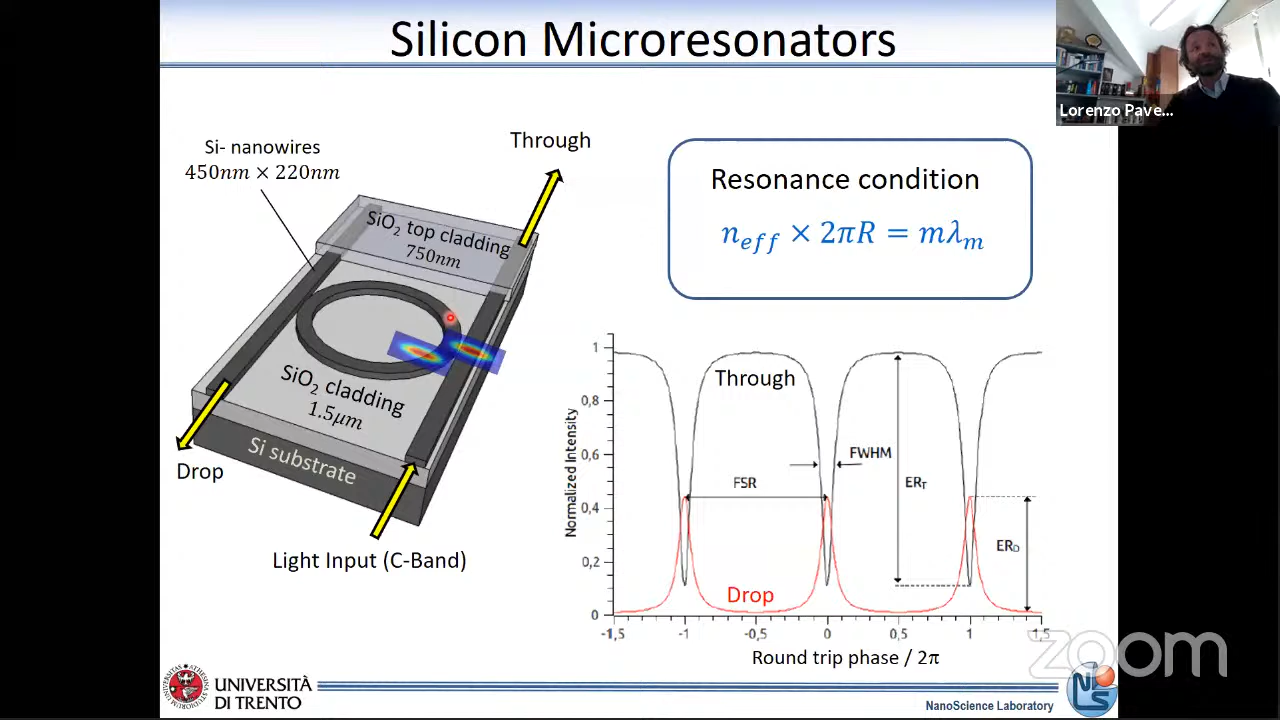 Silicon Microresonators
Lorenzo Pave...
Si- nanowires
450nm × 220nm
Through
SiO2 top cladding
750nm
SiO2 cladding
1.5μm
Si substrate
Drop
Light Input (C-Band)
Resonance condition
n_eff × 2πR = mλ_m
Normalized Intensity
1
0,8
0,6
0,4
0,2
0
Through
FWHM
FSR
ER_T
ER_D
Drop
-1,5 -1 -0,5 0 0,5 1 1,5
Round trip phase / 2π
zoom
UNIVERSITÀ
DI TRENTO
NanoScience Laboratory